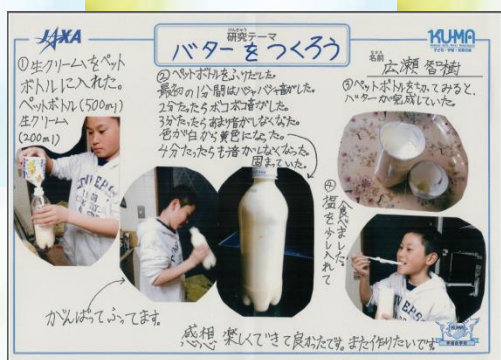 JAXA
けんきゅう
研究テーマ
バターをつくろう
KU-MA
名前
広瀬 智樹
①生クリームをペット
ボトルに入れた。
ペットボトル(500ml)
生クリーム
(200ml)
②ペットボトルをふりだした。
最初の1分間はバシャバシャ音がした。
2分たったらボコボコ音がした。
3分たったらあまり音がしなくなった。
色が白から黄色になった。
4分たったらも音がしなくなった
固まっていた。
③ペットボトルをわってみると、
バターが完成していた。
④
塩を少し入れて
食べました。
がんばってふってます。
感想 楽しくできて良かったです。また作りたいです